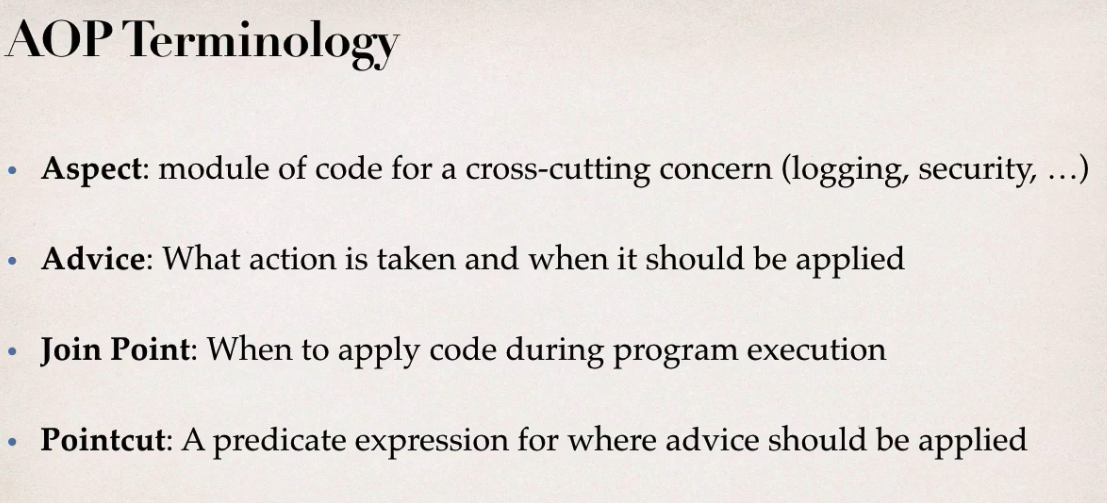 AOP Terminology
• Aspect: module of code for a cross-cutting concern (logging, security, …)
• Advice: What action is taken and when it should be applied
• Join Point: When to apply code during program execution
• Pointcut: A predicate expression for where advice should be applied